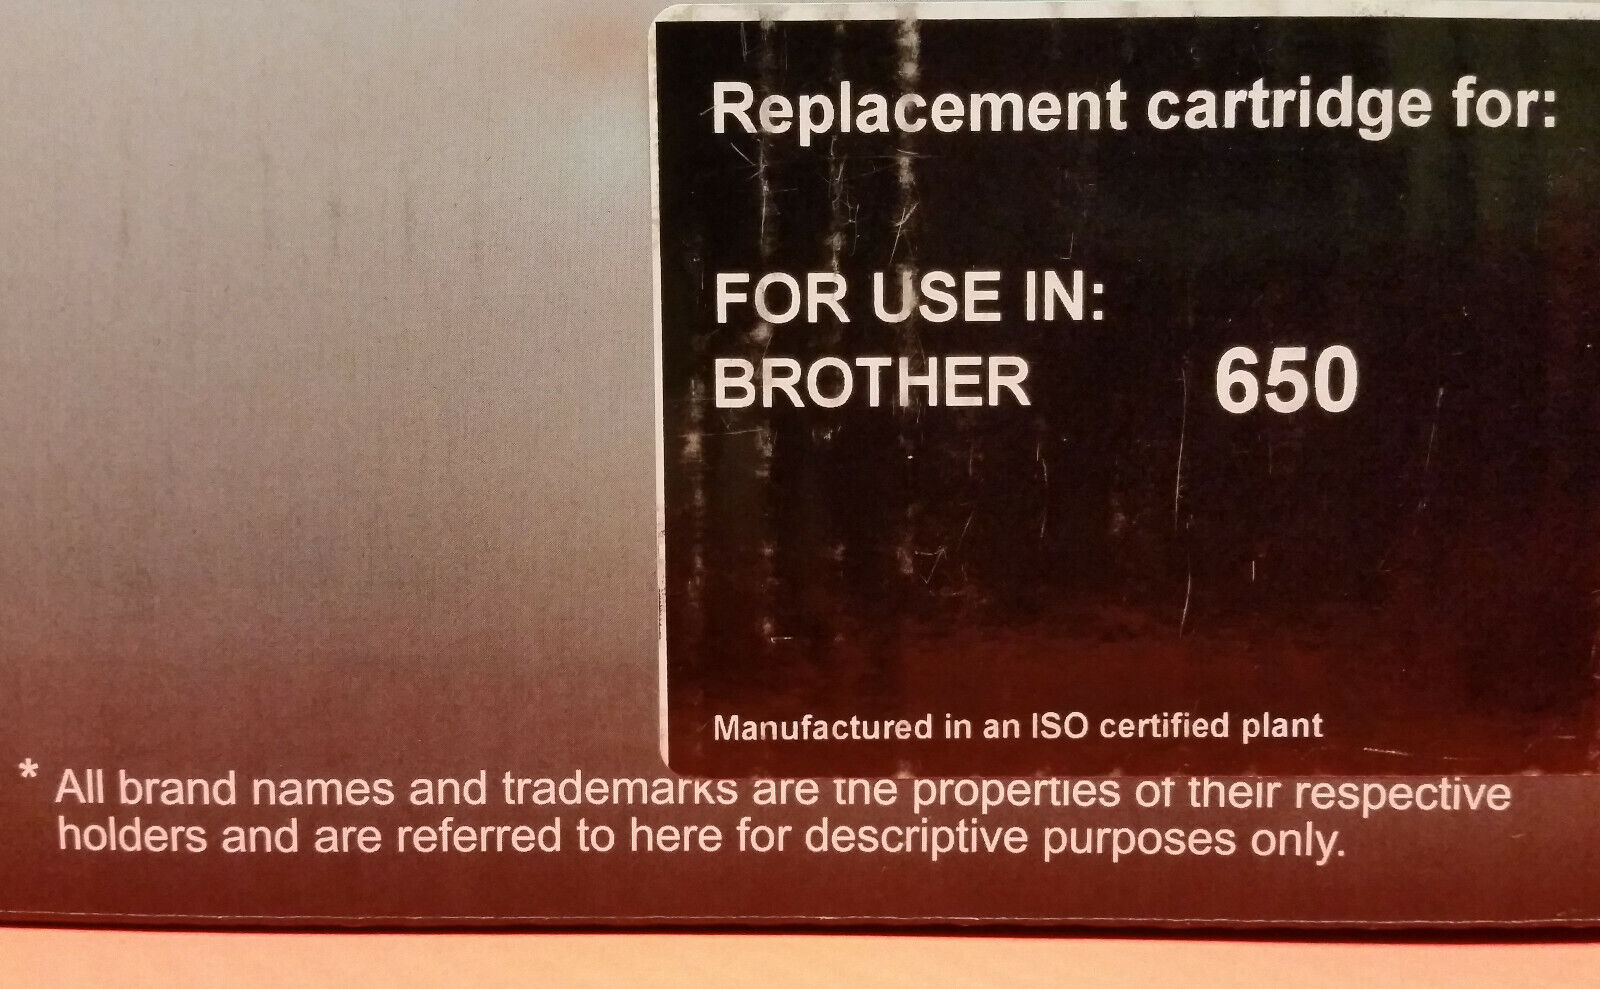 Replacement cartridge for:
FOR USE IN:
BROTHER 650
Manufactured in an ISO certified plant
* All brand names and trademarks are the properties of their respective
holders and are referred to here for descriptive purposes only.